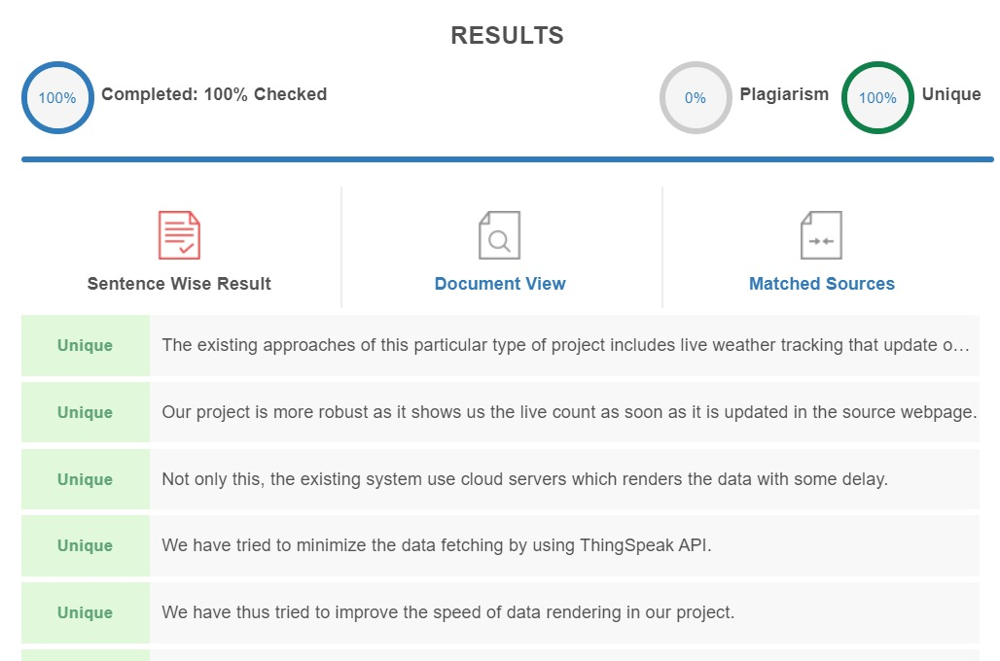 RESULTS
100% Completed: 100% Checked 0% Plagiarism 100% Unique
Sentence Wise Result Document View Matched Sources
Unique The existing approaches of this particular type of project includes live weather tracking that update o…
Unique Our project is more robust as it shows us the live count as soon as it is updated in the source webpage.
Unique Not only this, the existing system use cloud servers which renders the data with some delay.
Unique We have tried to minimize the data fetching by using ThingSpeak API.
Unique We have thus tried to improve the speed of data rendering in our project.